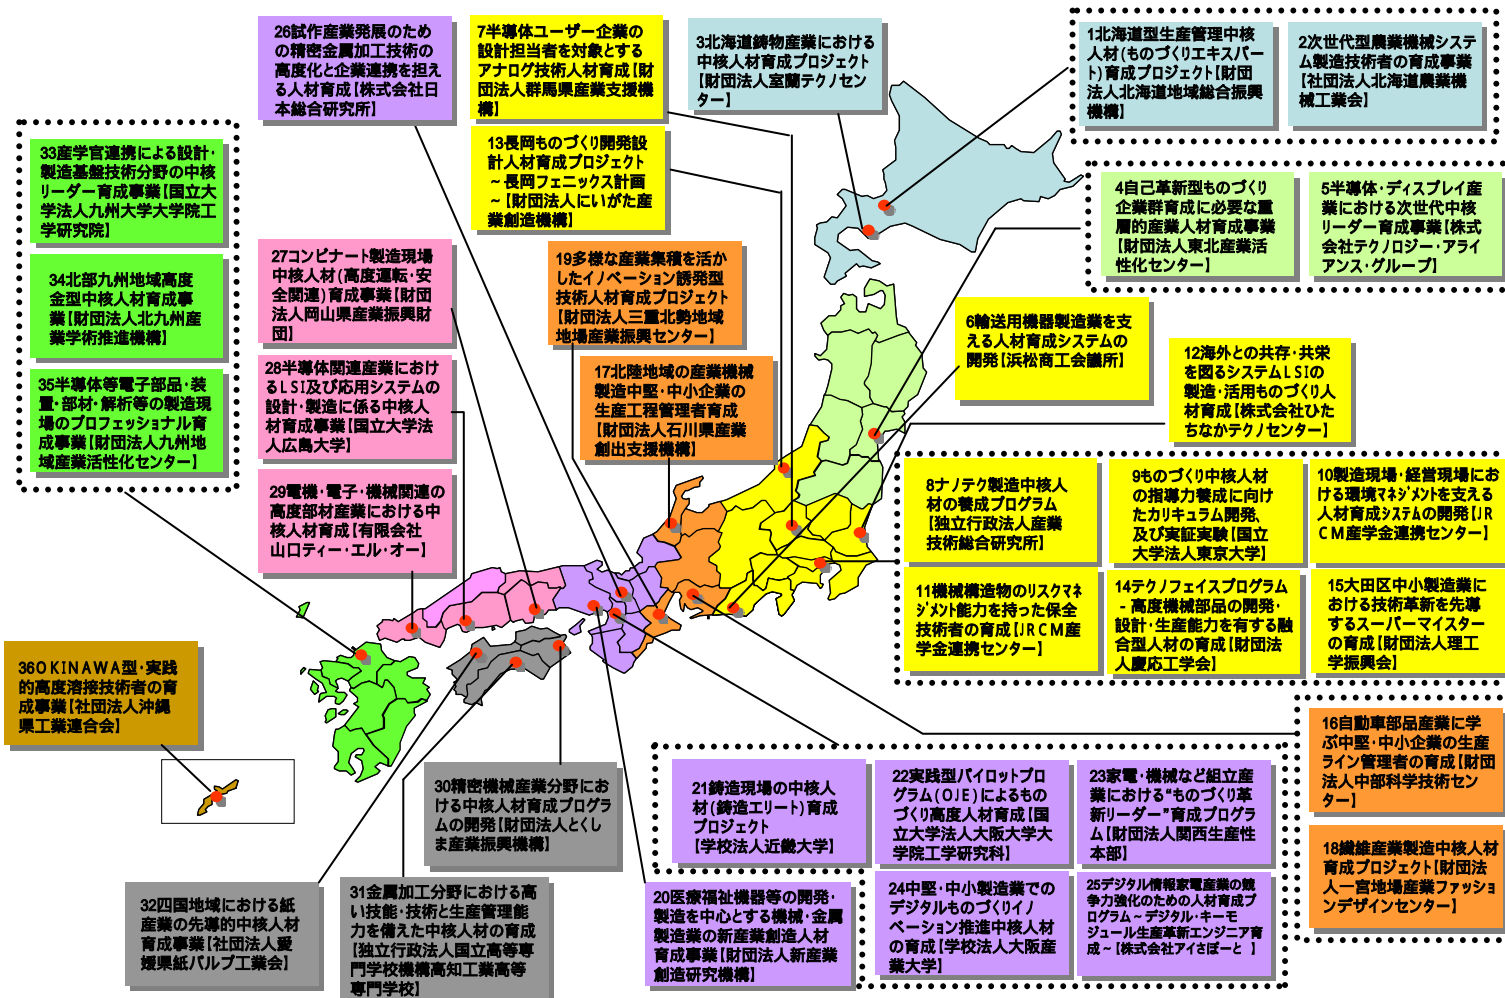 26試作産業発展のため
の精密金属加工技術の
高度化と企業連携を担え
る人材育成【株式会社日
本総合研究所】
7半導体ユーザー企業の
設計担当者を対象とする
アナログ技術人材育成【財
団法人群馬県産業支援機
構】
3北海道鋳物産業における
中核人材育成プロジェクト
【財団法人室蘭テクノセン
ター】
1北海道型生産管理中核
人材(ものづくりエキスパー
ト)育成プロジェクト【財団
法人北海道地域総合振興
機構】
2次世代型農業機械システ
ム製造技術者の育成事業
【社団法人北海道農業機
械工業会】
13長岡ものづくり開発設
計人材育成プロジェクト
~長岡フェニックス計画
~【財団法人にいがた産
業創造機構】
33産学官連携による設計・
製造基盤技術分野の中核
リーダー育成事業【国立大
学法人九州大学大学院工
学研究院】
4自己革新型ものづくり
企業群育成に必要な重
層的産業人材育成事業
【財団法人東北産業活
性化センター】
5半導体・ディスプレイ産
業における次世代中核
リーダー育成事業【株式
会社テクノロジー・アライ
アンス・グループ】
34北部九州地域高度
金型中核人材育成事
業【財団法人北九州産
業学術推進機構】
27コンビナート製造現場
中核人材(高度運転・安
全関連)育成事業【財団
法人岡山県産業振興財
団】
19多様な産業集積を活か
したイノベーション誘発型
技術人材育成プロジェクト
【財団法人三重北勢地域
地場産業振興センター】
6輸送用機器製造業を支
える人材育成システムの
開発【浜松商工会議所】
12海外との共存・共栄
を図るシステムLSIの
製造・活用ものづくり人
材育成【株式会社ひた
ちなかテクノセンター】
35半導体等電子部品・装
置・部材・解析等の製造現
場のプロフェッショナル育
成事業【財団法人九州地
域産業活性化センター】
28半導体関連産業におけ
るLSI及び応用システムの
設計・製造に係る中核人
材育成事業【国立大学法
人広島大学】
17北陸地域の産業機械
製造中堅・中小企業の
生産工程管理者育成
【財団法人石川県産業
創出支援機構】
29電機・電子・機械関連の
高度部材産業における中
核人材育成【有限会社
山口ティー・エル・オー】
8ナノテク製造中核人
材の養成プログラム
【独立行政法人産業
技術総合研究所】
9ものづくり中核人材
の指導力養成に向け
たカリキュラム開発、
及び実証実験【国立
大学法人東京大学】
10製造現場・経営現場にお
ける環境マネジメントを支える
人材育成システムの開発【JR
CM産学金連携センター】
11機械構造物のリスクマネ
ジメント能力を持った保全
技術者の育成【JRCM産
学金連携センター】
14テクノフェイスプログラム
-高度機械部品の開発・
設計・生産能力を有する融
合型人材の育成【財団法
人慶応工学会】
15大田区中小製造業に
おける技術革新を先導
するスーパーマイスター
の育成【財団法人理工
学振興会】
36OKINAWA型・実践
的高度溶接技術者の育
成事業【社団法人沖縄
県工業連合会】
16自動車部品産業に学
ぶ中堅・中小企業の生産
ライン管理者の育成【財団
法人中部科学技術セン
ター】
30精密機械産業分野にお
ける中核人材育成プログラ
ムの開発【財団法人とくし
ま産業振興機構】
21鋳造現場の中核人
材(鋳造エリート)育成
プロジェクト
【学校法人近畿大学】
22実践型パイロットプロ
グラム(OJE)によるもの
づくり高度人材育成【国
立大学法人大阪大学大
学院工学研究科】
23家電・機械など組立産
業における“ものづくり革
新リーダー”育成プログラ
ム【財団法人関西生産性
本部】
18繊維産業製造中核人材
育成プロジェクト【財団法
人一宮地場産業ファッショ
ンデザインセンター】
32四国地域における紙
産業の先導的中核人材
育成事業【社団法人愛
媛県紙パルプ工業会】
31金属加工分野における高
い技能・技術と生産管理能
力を備えた中核人材の育成
【独立行政法人国立高等専
門学校機構高知工業高等
専門学校】
20医療福祉機器等の開発・
製造を中心とする機械・金属
製造業の新産業創造人材
育成事業【財団法人新産業
創造研究機構】
24中堅・中小製造業での
デジタルものづくりイノ
ベーション推進中核人材
の育成【学校法人大阪産
業大学】
25デジタル情報家電産業の競
争力強化のための人材育成プ
ログラム~デジタル・キーモ
ジュール生産革新エンジニア育
成~【株式会社アイさぽーと 】